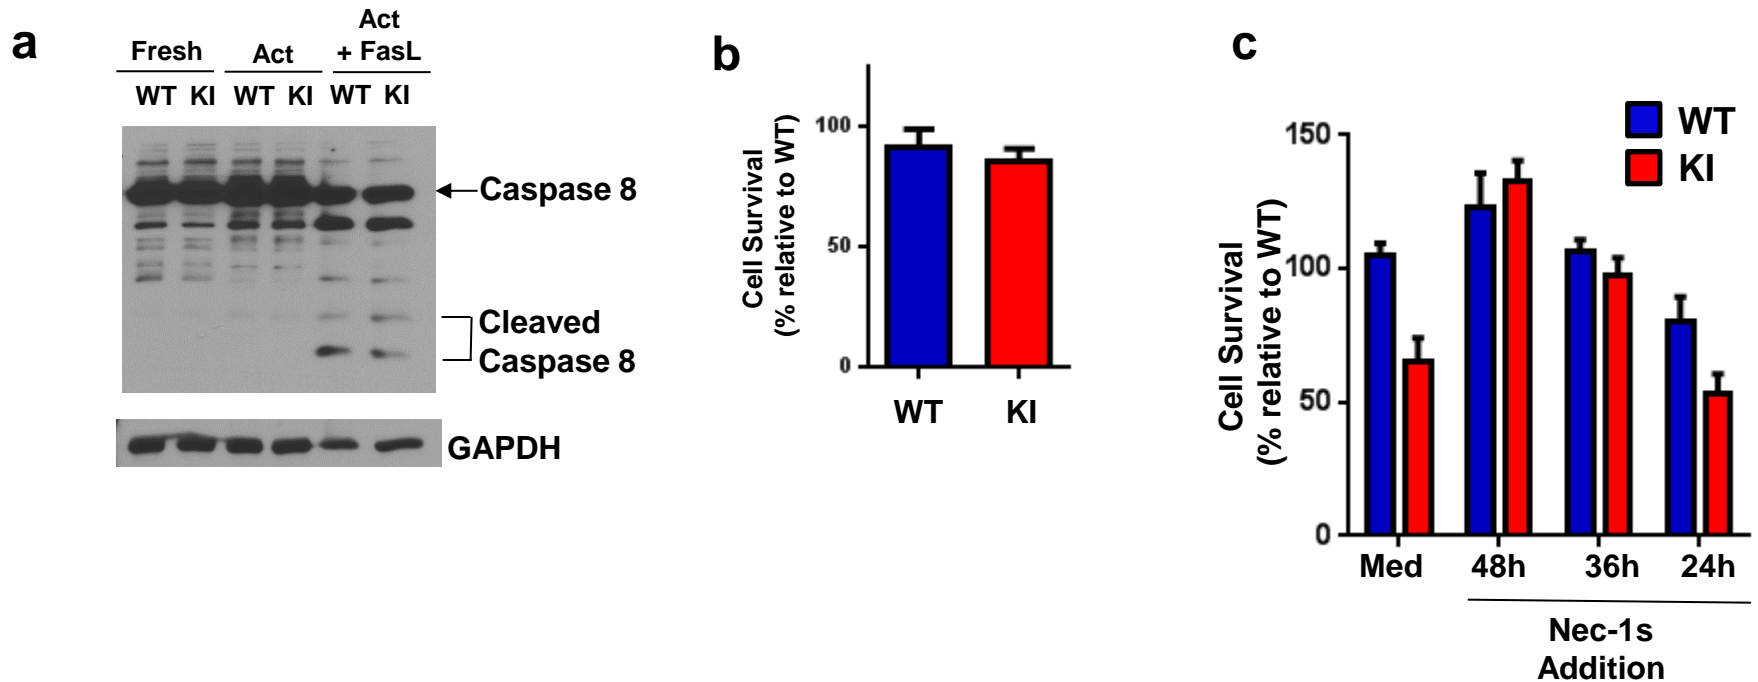 a
Fresh
Act
Act
+ FasL
WT KI WT KI WT KI
Caspase 8
Cleaved
Caspase 8
GAPDH
b
Cell Survival
(% relative to WT)
100
50
0
WT KI
c
WT
KI
Cell Survival
(% relative to WT)
150
100
50
0
Med 48h 36h 24h
Nec-1s
Addition